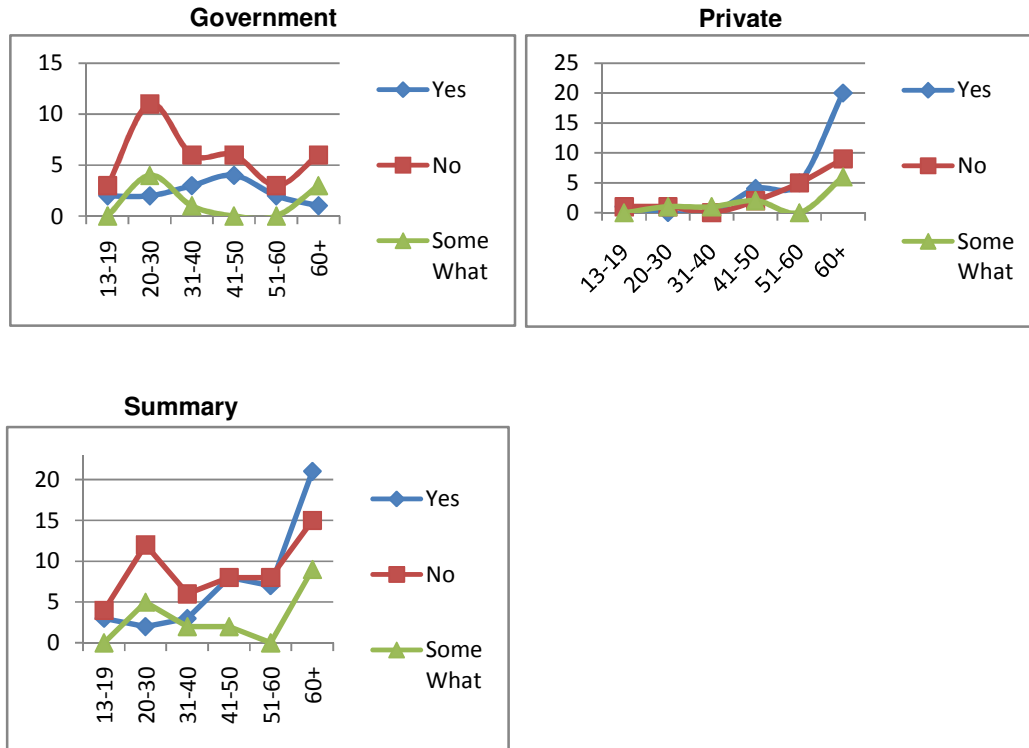 Government
15
10
5
0
13-19
20-30
31-40
41-50
51-60
60+
Yes
No
Some
What
Private
25
20
15
10
5
0
13-19
20-30
31-40
41-50
51-60
60+
Yes
No
Some
What
Summary
20
15
10
5
0
13-19
20-30
31-40
41-50
51-60
60+
Yes
No
Some
What